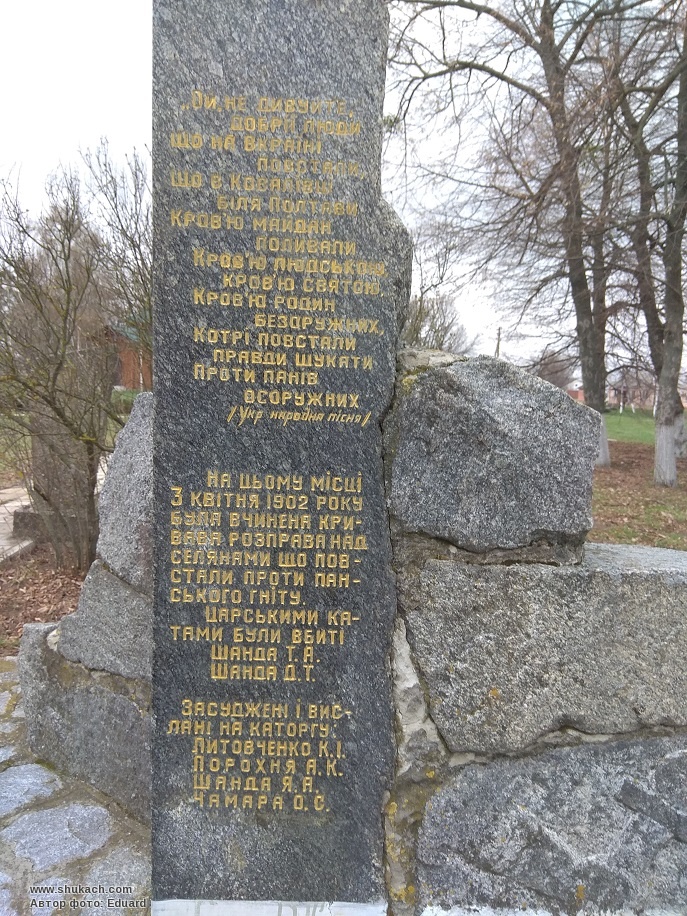 „Ой, не дивуйте,
добрії люди,
Що на Вкраїні
повстали,
Що в Ковалівці
біля Полтави
Кров'ю майдан
поливали
Кров'ю людською,
кров'ю святою,
Кров'ю родин
безоружних,
Котрі повстали
правди шукати
Проти панів
осоружних
/Укр народна пісня/
На цьому місці
3 квітня 1902 року
була вчинена кри-
вава розправа над
селянами що пов-
стали проти пан-
ського гніту.
Царськими ка-
тами були вбиті
Шанда Т. А.
Шанда Д. Т.
Засуджені і вис-
лані на каторгу:
Литовченко К. І.
Порохня А. К.
Шанда Я. А.
Чамара О. С.
www.shukach.com
Автор фото: Eduard